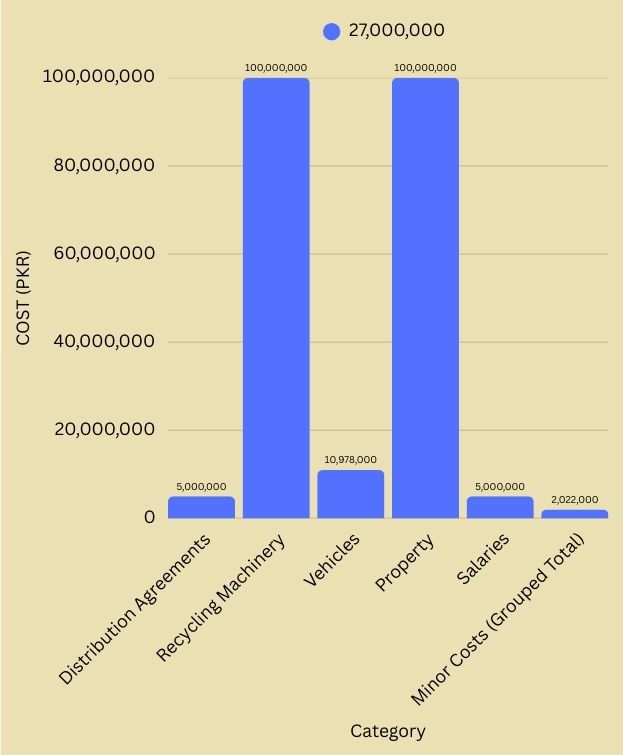 27,000,000
100,000,000
80,000,000
60,000,000
40,000,000
20,000,000
0
COST (PKR)
5,000,000
100,000,000
10,978,000
100,000,000
5,000,000
2,022,000
Distribution Agreements
Recycling Machinery
Vehicles
Property
Salaries
Minor Costs (Grouped Total)
Category